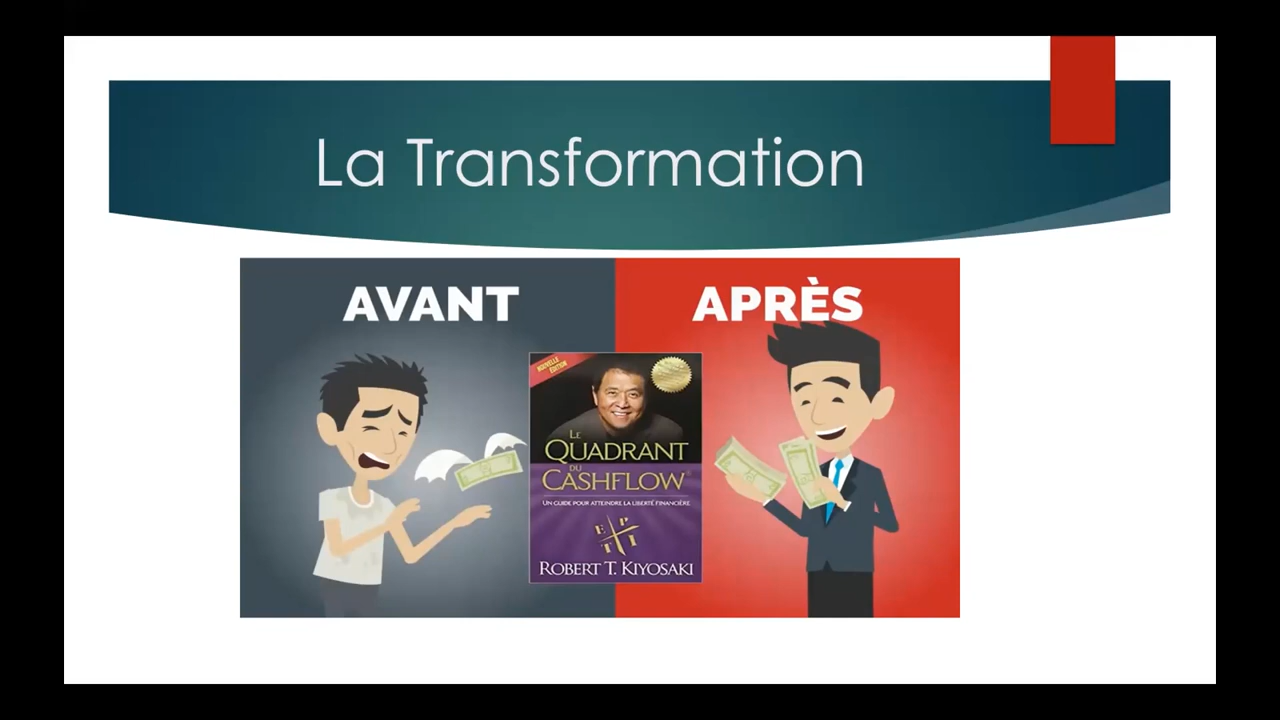 La Transformation
AVANT
APRÈS
NOUVELLE
ÉDITION
LE
QUADRANT
DU
CASHFLOW®
UN GUIDE POUR ATTEINDRE LA LIBERTÉ FINANCIÈRE
E P
T I
ROBERT T. KIYOSAKI